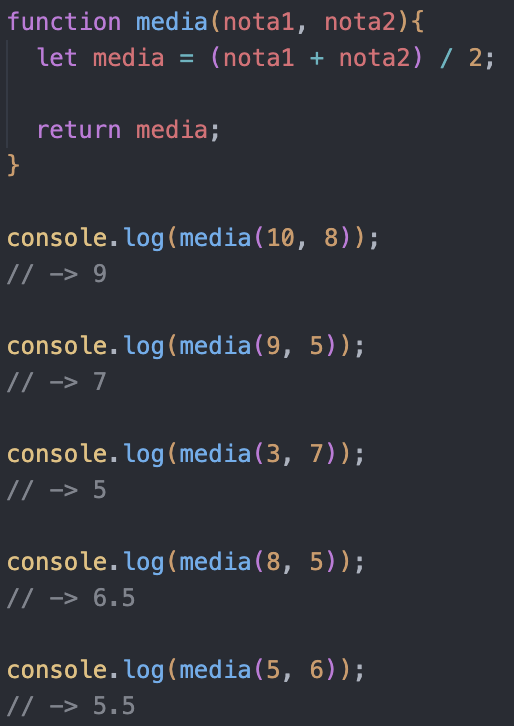 function media(nota1, nota2){
  let media = (nota1 + nota2) / 2;

  return media;
}

console.log(media(10, 8));
// -> 9

console.log(media(9, 5));
// -> 7

console.log(media(3, 7));
// -> 5

console.log(media(8, 5));
// -> 6.5

console.log(media(5, 6));
// -> 5.5